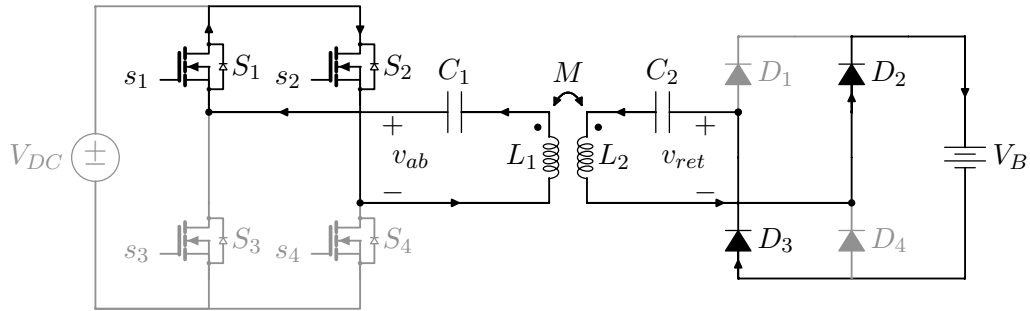 s1 S1 s2 S2 C1 M C2 D1 D2
VDC + vab − L1 L2 + vret − VB
s3 S3 s4 S4 D3 D4